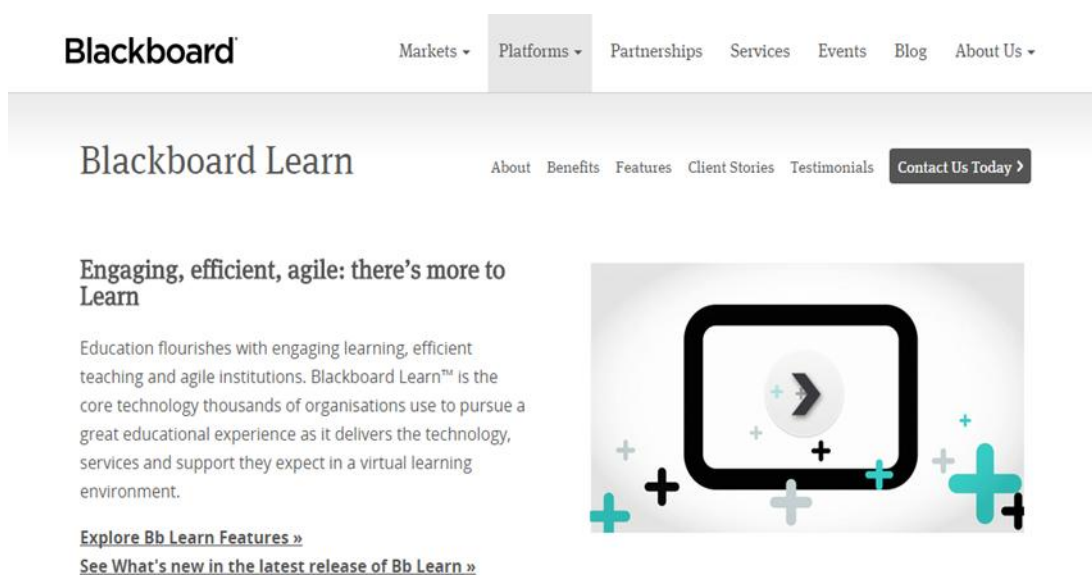 Blackboard
Markets Platforms Partnerships Services Events Blog About Us
Blackboard Learn
About Benefits Features Client Stories Testimonials Contact Us Today
Engaging, efficient, agile: there's more to
Learn
Education flourishes with engaging learning, efficient
teaching and agile institutions. Blackboard Learn™ is the
core technology thousands of organisations use to pursue a
great educational experience as it delivers the technology,
services and support they expect in a virtual learning
environment.
Explore Bb Learn Features »
See What's new in the latest release of Bb Learn »